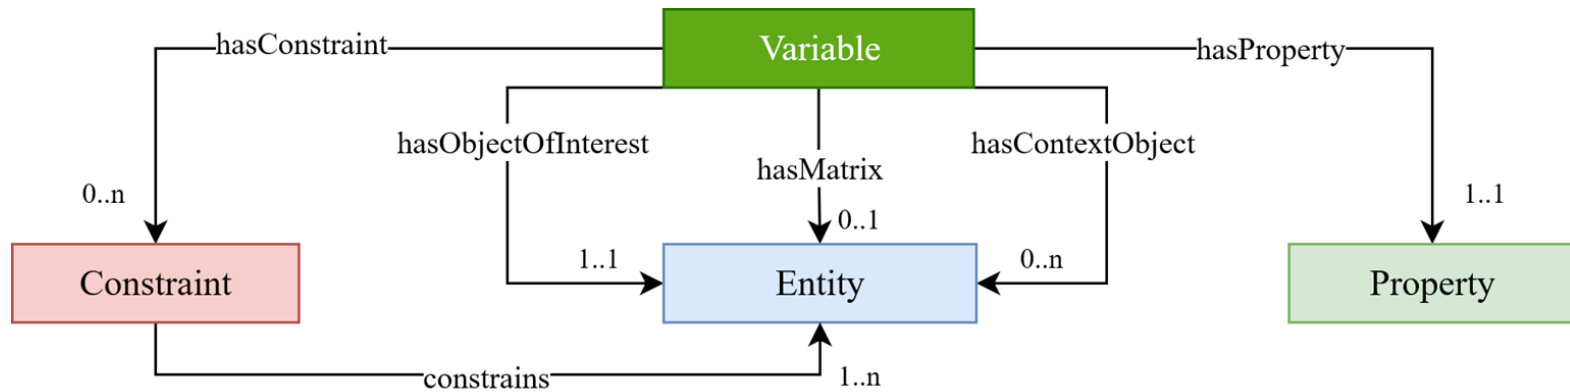 Variable
hasConstraint
hasProperty
hasObjectOfInterest
hasMatrix
hasContextObject
0..n
1..1
0..1
1..1
0..n
Constraint
Entity
Property
constrains
1..n